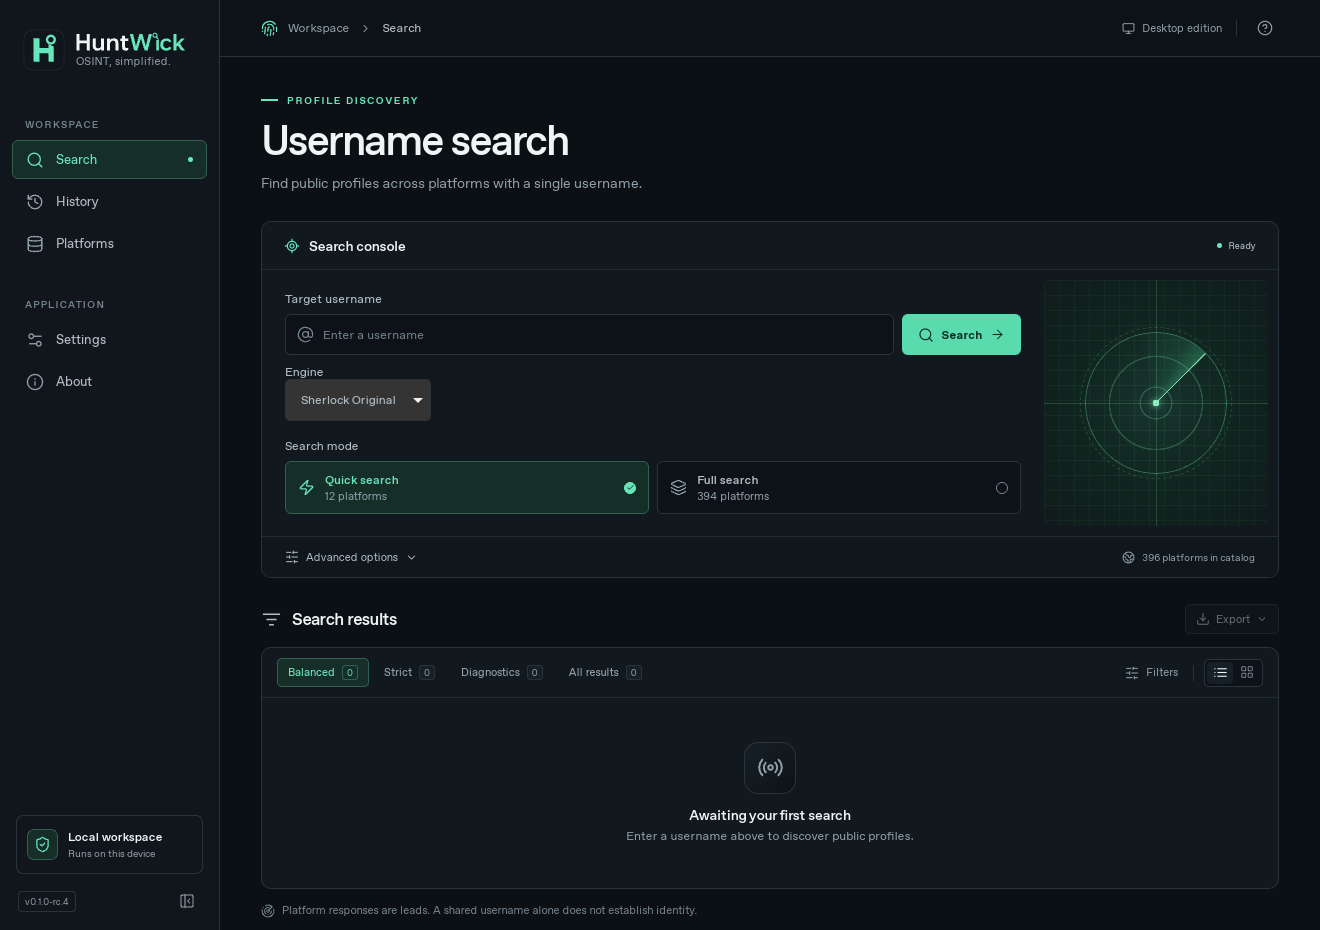 HuntWick
OSINT, simplified.
WORKSPACE
Search
History
Platforms
APPLICATION
Settings
About
Local workspace
Runs on this device
v0.1.0-rc.4
Workspace > Search
Desktop edition
PROFILE DISCOVERY
Username search
Find public profiles across platforms with a single username.
Search console
Ready
Target username
@ Enter a username
Search
Engine
Sherlock Original
Search mode
Quick search
12 platforms
Full search
394 platforms
Advanced options
396 platforms in catalog
Search results
Export
Balanced 0 Strict 0 Diagnostics 0 All results 0
Filters
Awaiting your first search
Enter a username above to discover public profiles.
Platform responses are leads. A shared username alone does not establish identity.